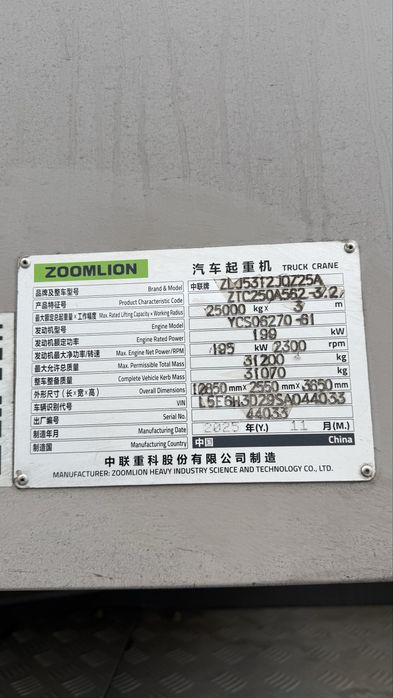 ZOOMLION 汽车起重机 TRUCK CRANE
品牌及整车型号 Brand & Model 中联牌 ZLJ5312JQZ25A
产品特征号 Product Characteristic Code ZTC250A562-3/2
最大额定总起重量×工作幅度 Max. Rated Lifting Capacity × Working Radius 25000 kg× 3 m
发动机型号 Engine Model YCS06270-61
发动机额定功率 Engine Rated Power 199 kW
发动机最大净功率/转速 Max. Engine Net Power/RPM 195 kW 2300 rpm
最大允许总质量 Max. Permissible Total Mass 31200 kg
整车整备质量 Complete Vehicle Kerb Mass 31070 kg
外形尺寸(长×宽×高) Overall Dimensions 12850 mm× 2550 mm× 3650 mm
车辆识别代号 VIN L5E6H3D29SA044033
出厂编号 Serial No. 44033
制造年月 Manufacturing Date 2025 年(Y.) 11 月(M.)
制造国 Manufacturing Country 中国 China
中联重科股份有限公司制造
MANUFACTURER: ZOOMLION HEAVY INDUSTRY SCIENCE AND TECHNOLOGY CO., LTD.